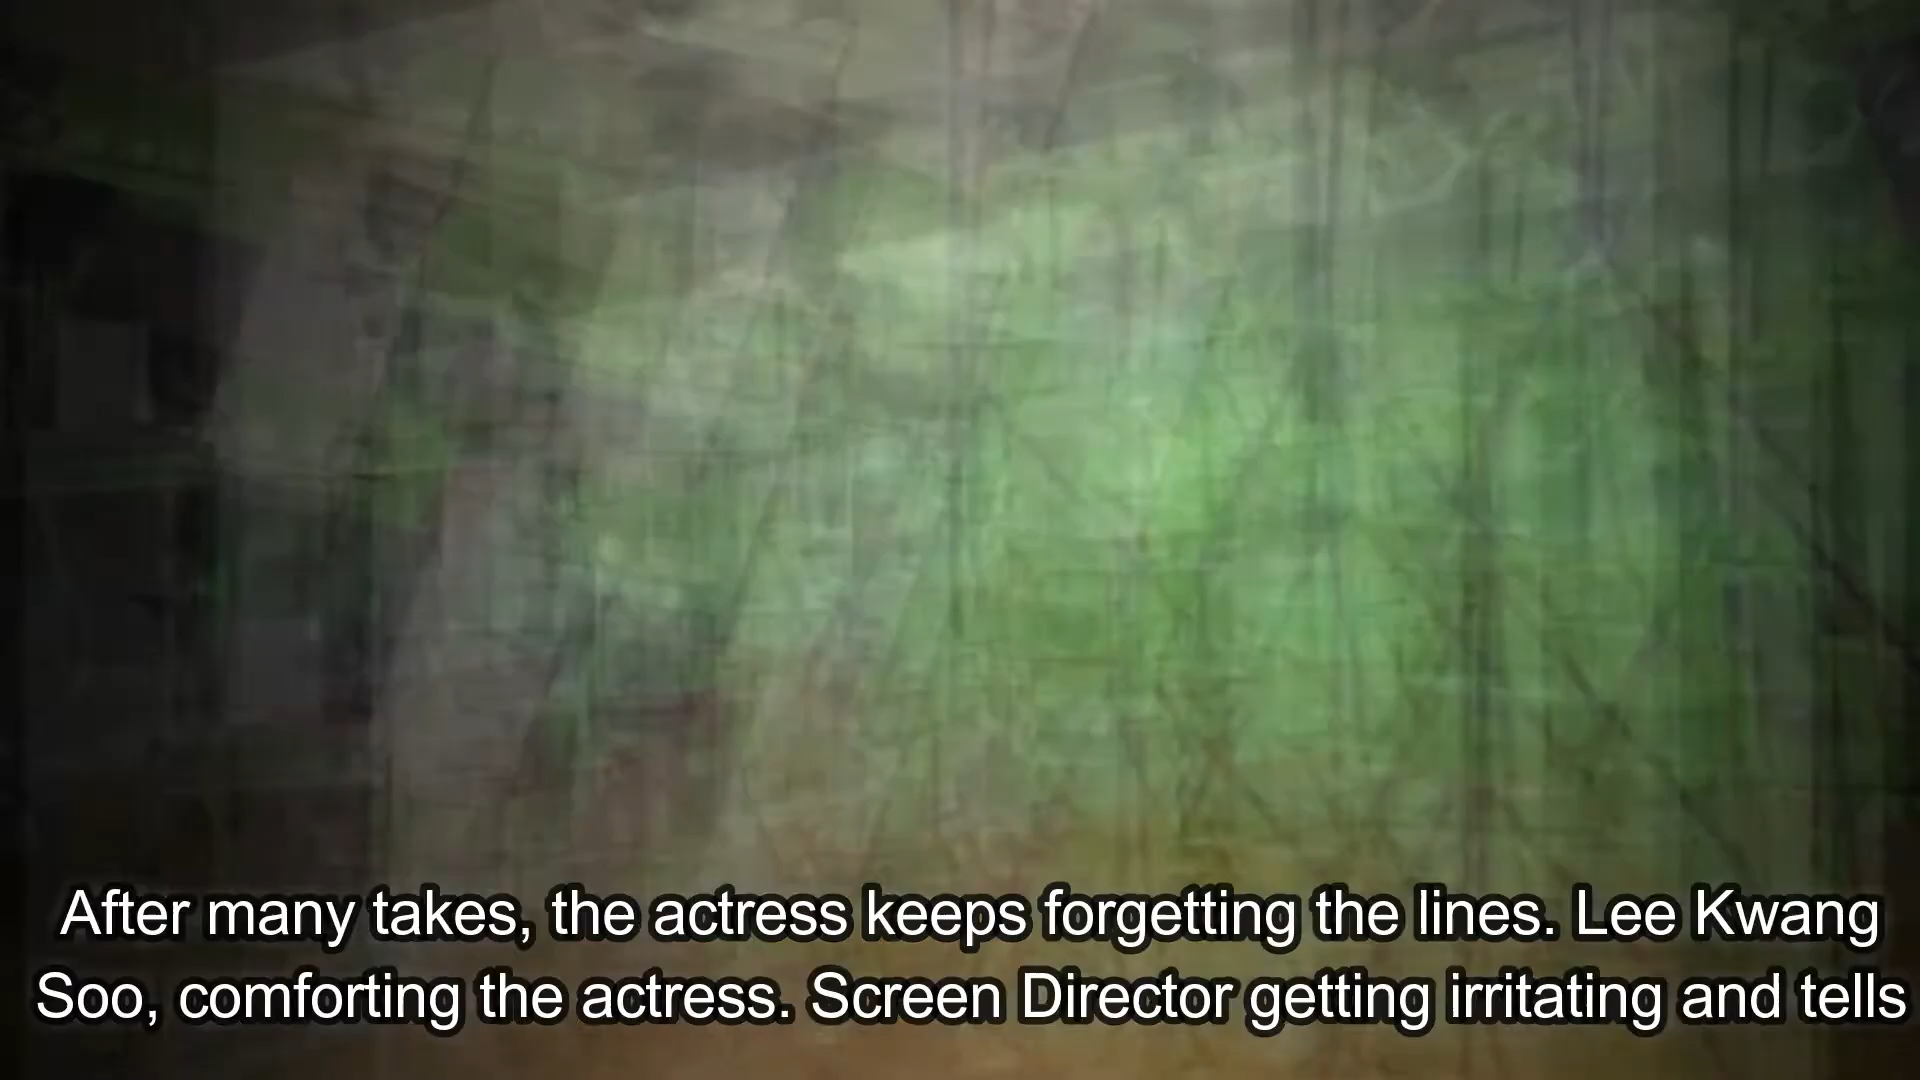 After many takes, the actress keeps forgetting the lines. Lee Kwang
Soo, comforting the actress. Screen Director getting irritating and tells